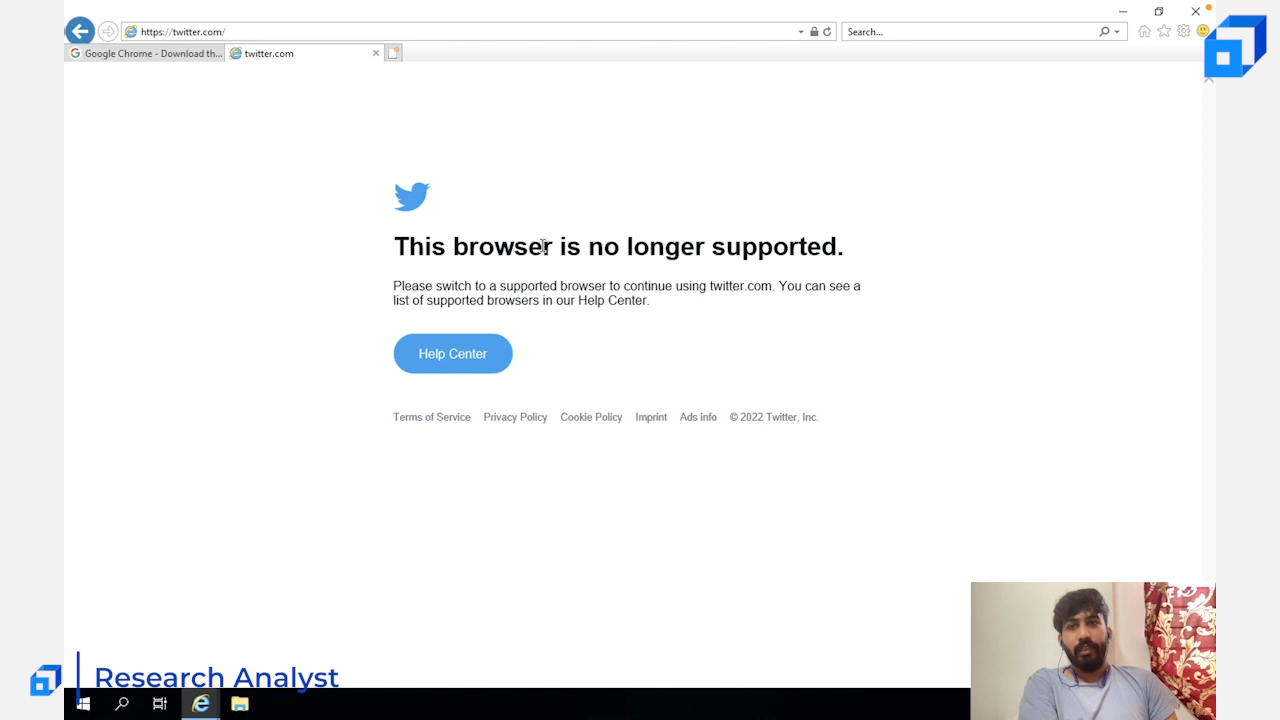 https://twitter.com/
Search...
Google Chrome - Download th...
twitter.com
This browser is no longer supported.
Please switch to a supported browser to continue using twitter.com. You can see a
list of supported browsers in our Help Center.
Help Center
Terms of Service Privacy Policy Cookie Policy Imprint Ads info © 2022 Twitter, Inc.
Research Analyst